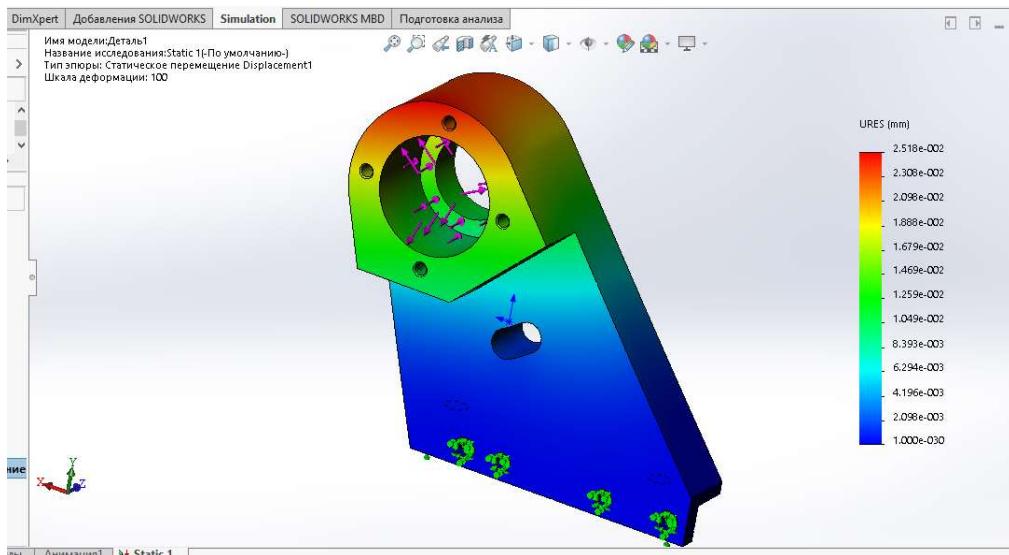 DimXpert Добавления SOLIDWORKS Simulation SOLIDWORKS MBD Подготовка анализа
Имя модели:Деталь1
Название исследования:Static 1(-По умолчанию-)
Тип эпюры: Статическое перемещение Displacement1
Шкала деформации: 100
URES (mm)
2.518e-002
2.308e-002
2.098e-002
1.888e-002
1.679e-002
1.469e-002
1.259e-002
1.049e-002
8.393e-003
6.294e-003
4.196e-003
2.098e-003
1.000e-030
ние
Y
X
Z
Анимация1 Static 1